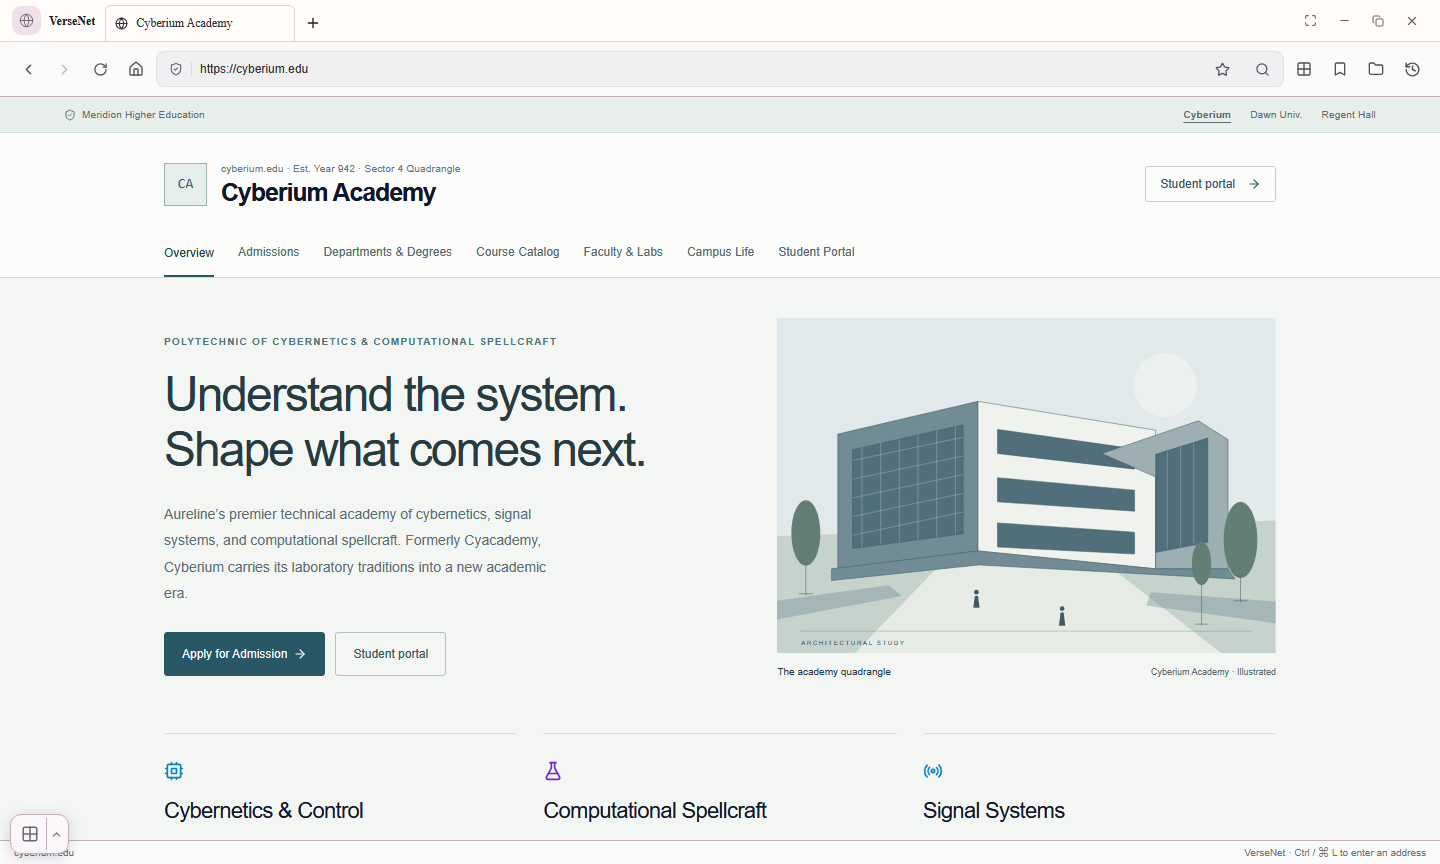 VerseNet
Cyberium Academy
https://cyberium.edu
Meridion Higher Education
Cyberium
Dawn Univ.
Regent Hall
CA
cyberium.edu · Est. Year 942 · Sector 4 Quadrangle
Cyberium Academy
Student portal
Overview
Admissions
Departments & Degrees
Course Catalog
Faculty & Labs
Campus Life
Student Portal
POLYTECHNIC OF CYBERNETICS & COMPUTATIONAL SPELLCRAFT
Understand the system.
Shape what comes next.
Aureline's premier technical academy of cybernetics, signal
systems, and computational spellcraft. Formerly Cyacademy,
Cyberium carries its laboratory traditions into a new academic
era.
Apply for Admission
Student portal
ARCHITECTURAL STUDY
The academy quadrangle
Cyberium Academy · Illustrated
Cybernetics & Control
Computational Spellcraft
Signal Systems
cyberium.edu
VerseNet · Ctrl / ⌘ L to enter an address